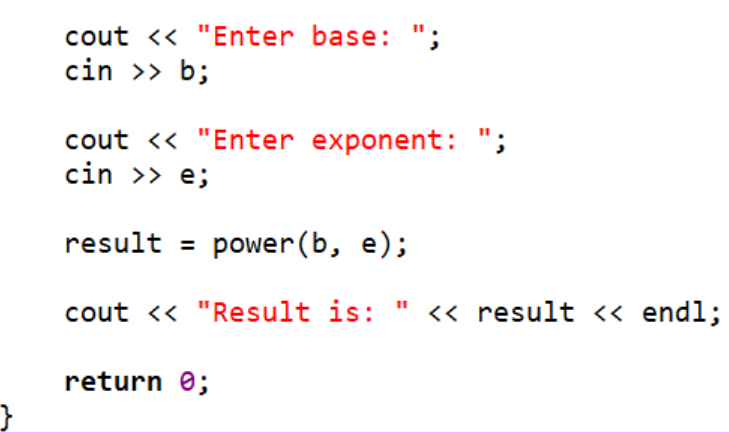 cout << "Enter base: ";
cin >> b;
cout << "Enter exponent: ";
cin >> e;
result = power(b, e);
cout << "Result is: " << result << endl;
return 0;
}